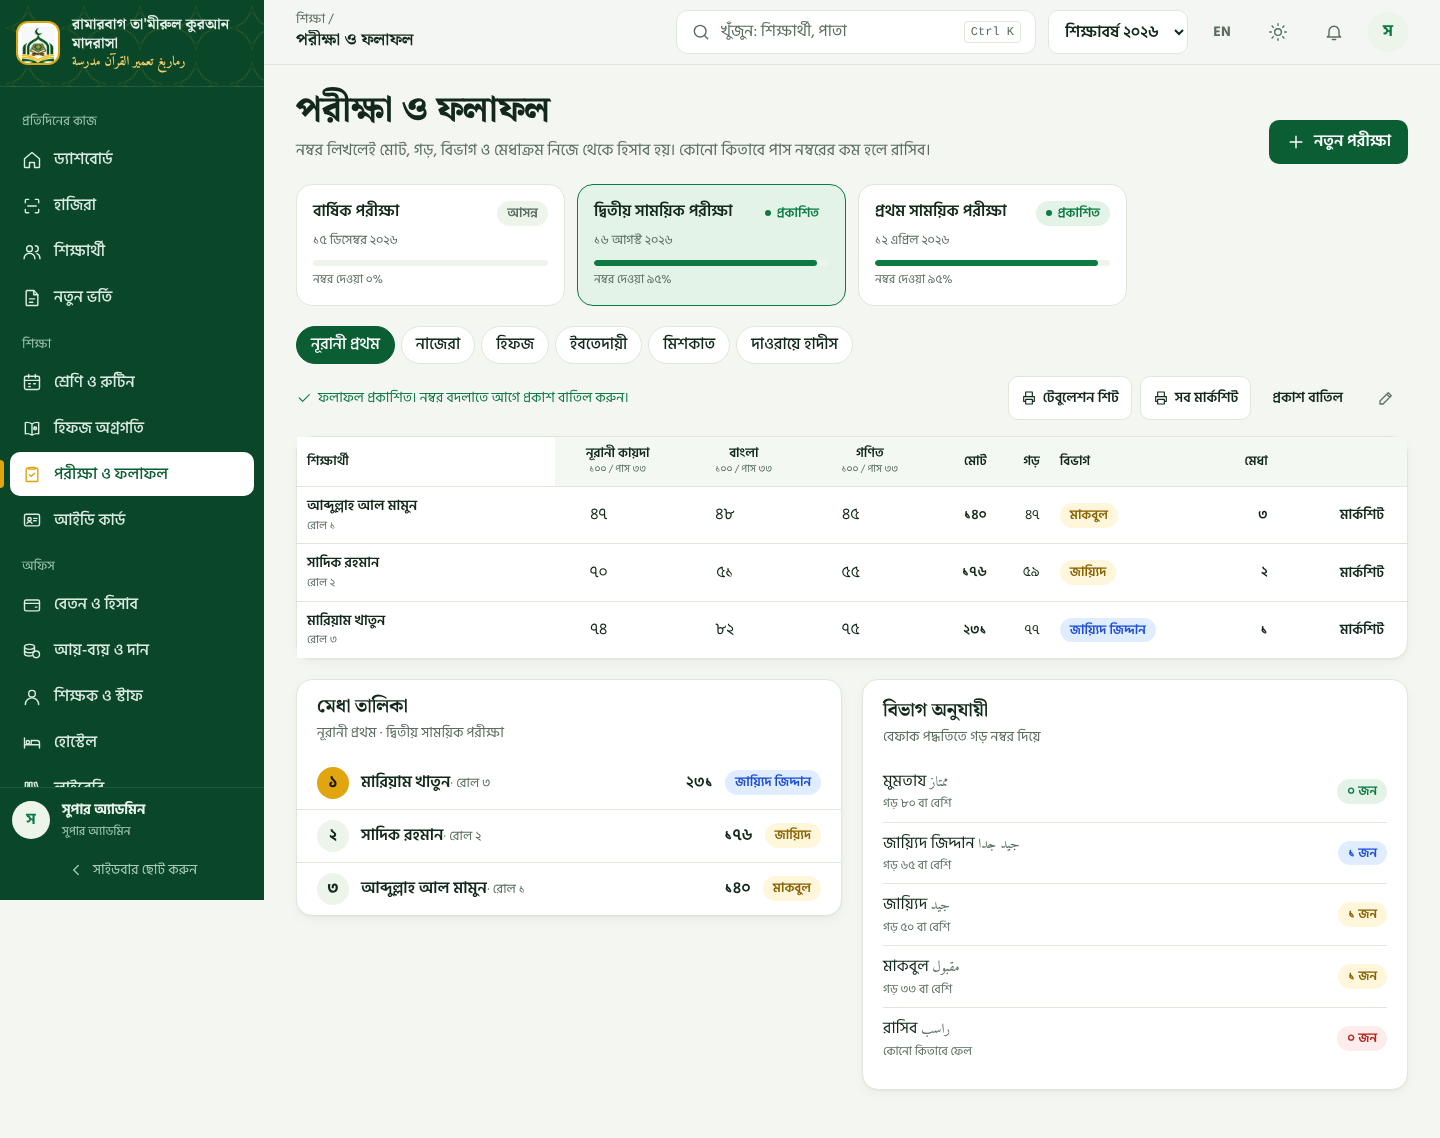 রামারবাগ তা'মীরুল কুরআন
মাদরাসা
رماربغ تعمير القرآن مدرسة
প্রতিদিনের কাজ
ড্যাশবোর্ড
হাজিরা
শিক্ষার্থী
নতুন ভর্তি
শিক্ষা
শ্রেণি ও রুটিন
হিফজ অগ্রগতি
পরীক্ষা ও ফলাফল
আইডি কার্ড
অফিস
বেতন ও হিসাব
আয়-ব্যয় ও দান
শিক্ষক ও স্টাফ
হোস্টেল
স
সুপার অ্যাডমিন
সুপার অ্যাডমিন
সাইডবার ছোট করুন
শিক্ষা /
পরীক্ষা ও ফলাফল
খুঁজুন: শিক্ষার্থী, পাতা
Ctrl K
শিক্ষাবর্ষ ২০২৬
EN
স
পরীক্ষা ও ফলাফল
নম্বর লিখলেই মোট, গড়, বিভাগ ও মেধাক্রম নিজে থেকে হিসাব হয়। কোনো কিতাবে পাস নম্বরের কম হলে রাসিব।
নতুন পরীক্ষা
বার্ষিক পরীক্ষা
আসন্ন
১৫ ডিসেম্বর ২০২৬
নম্বর দেওয়া ০%
দ্বিতীয় সাময়িক পরীক্ষা
প্রকাশিত
১৬ আগস্ট ২০২৬
নম্বর দেওয়া ৯৫%
প্রথম সাময়িক পরীক্ষা
প্রকাশিত
১২ এপ্রিল ২০২৬
নম্বর দেওয়া ৯৫%
নূরানী প্রথম
নাজেরা
হিফজ
ইবতেদায়ী
মিশকাত
দাওরায়ে হাদীস
ফলাফল প্রকাশিত। নম্বর বদলাতে আগে প্রকাশ বাতিল করুন।
টেবুলেশন শিট
সব মার্কশিট
প্রকাশ বাতিল
শিক্ষার্থী নূরানী কায়দা বাংলা গণিত মোট গড় বিভাগ মেধা
১০০ / পাস ৩৩ ১০০ / পাস ৩৩ ১০০ / পাস ৩৩
আব্দুল্লাহ আল মামুন
রোল ১
৪৭ ৪৮ ৪৫ ১৪০ ৪৭ মাকবুল ৩ মার্কশিট
সাদিক রহমান
রোল ২
৭০ ৫১ ৫৫ ১৭৬ ৫৯ জায়্যিদ ২ মার্কশিট
মারিয়াম খাতুন
রোল ৩
৭৪ ৮২ ৭৫ ২৩১ ৭৭ জায়্যিদ জিদ্দান ১ মার্কশিট
মেধা তালিকা
নূরানী প্রথম · দ্বিতীয় সাময়িক পরীক্ষা
১ মারিয়াম খাতুন · রোল ৩ ২৩১ জায়্যিদ জিদ্দান
২ সাদিক রহমান · রোল ২ ১৭৬ জায়্যিদ
৩ আব্দুল্লাহ আল মামুন · রোল ১ ১৪০ মাকবুল
বিভাগ অনুযায়ী
বেফাক পদ্ধতিতে গড় নম্বর দিয়ে
মুমতায ممتاز
গড় ৮০ বা বেশি
০ জন
জায়্যিদ জিদ্দান جيد جدا
গড় ৬৫ বা বেশি
১ জন
জায়্যিদ جيد
গড় ৫০ বা বেশি
১ জন
মাকবুল مقبول
গড় ৩৩ বা বেশি
১ জন
রাসিব راسب
কোনো কিতাবে ফেল
০ জন